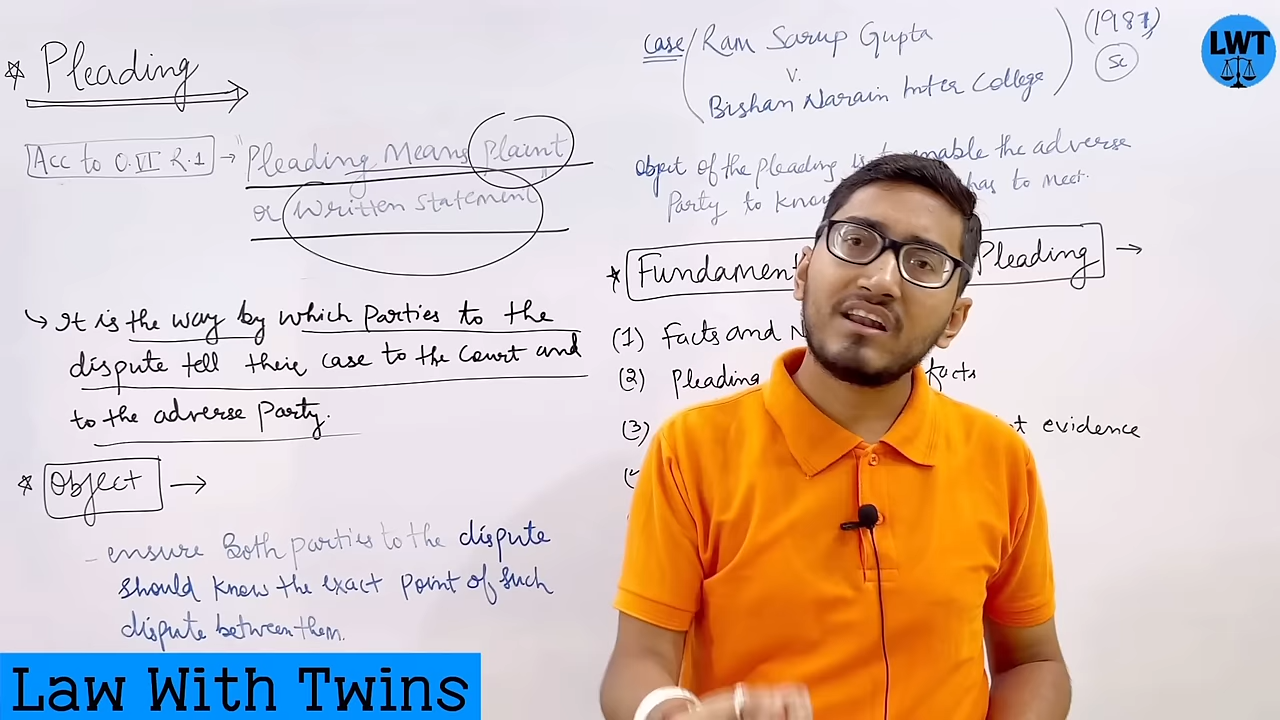 Pleading
Acc to O.VI R.1 → "Pleading Means Plaint
or Written Statement"
It is the way by which parties to the
dispute tell their case to the Court and
to the adverse Party.
Object →
- ensure Both parties to the dispute
should know the exact point of such
dispute between them.
Case Ram Sarup Gupta (1987)
v. SC
Bishan Narain Inter College
Object of the Pleading is to enable the adverse
Party to know has to meet.
Fundament Pleading →
(1) Facts and
(2) Pleading facts
(3) evidence
LWT
Law With Twins